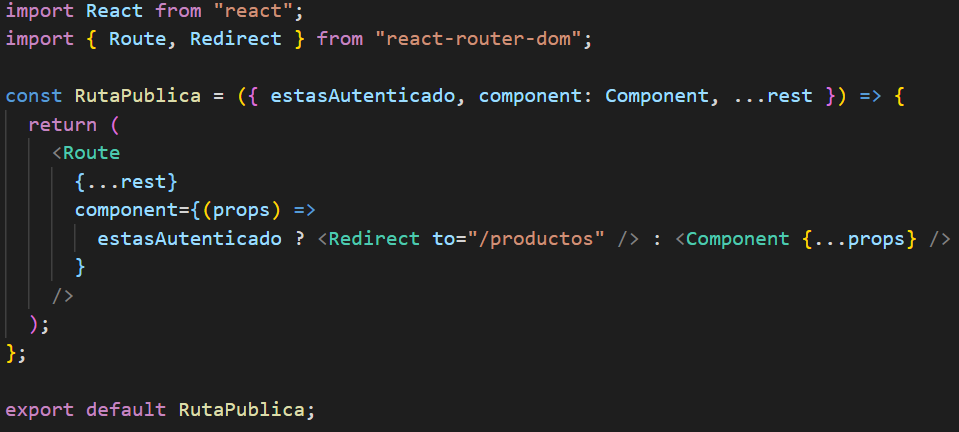 import React from "react";
import { Route, Redirect } from "react-router-dom";

const RutaPublica = ({ estasAutenticado, component: Component, ...rest }) => {
  return (
    <Route
      {...rest}
      component={(props) =>
        estasAutenticado ? <Redirect to="/productos" /> : <Component {...props} />
      }
    />
  );
};

export default RutaPublica;